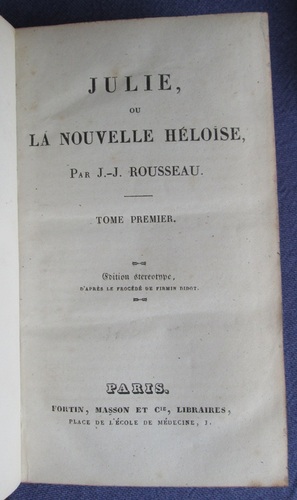 JULIE,
OU
LA NOUVELLE HÉLOÏSE,
PAR J.-J. ROUSSEAU.
TOME PREMIER.
Édition stéréotype,
D'APRÈS LE PROCÉDÉ DE FIRMIN DIDOT.
PARIS.
FORTIN, MASSON ET CIE, LIBRAIRES,
PLACE DE L'ÉCOLE DE MÉDECINE, 1.